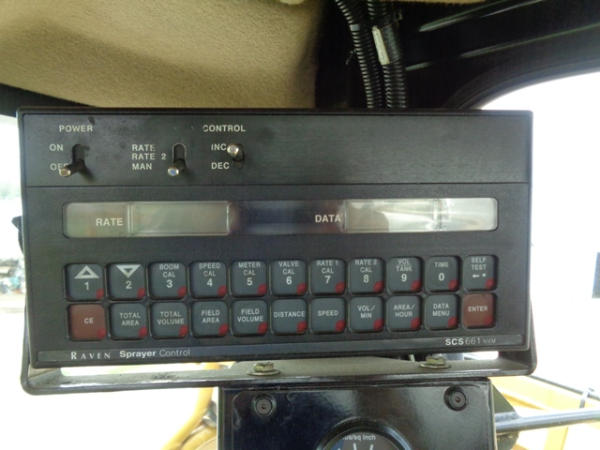 POWER CONTROL
ON RATE INC
RATE 2
OFF MAN DEC
RATE DATA
1 2 BOOM CAL 3 SPEED CAL 4 METER CAL 5 VALVE CAL 6 RATE 1 CAL 7 RATE 2 CAL 8 VOL TANK 9 TIME 0 SELF TEST
CE TOTAL AREA TOTAL VOLUME FIELD AREA FIELD VOLUME DISTANCE SPEED VOL/MIN AREA/HOUR DATA MENU ENTER
RAVEN Sprayer Control SCS 661
sq Inch